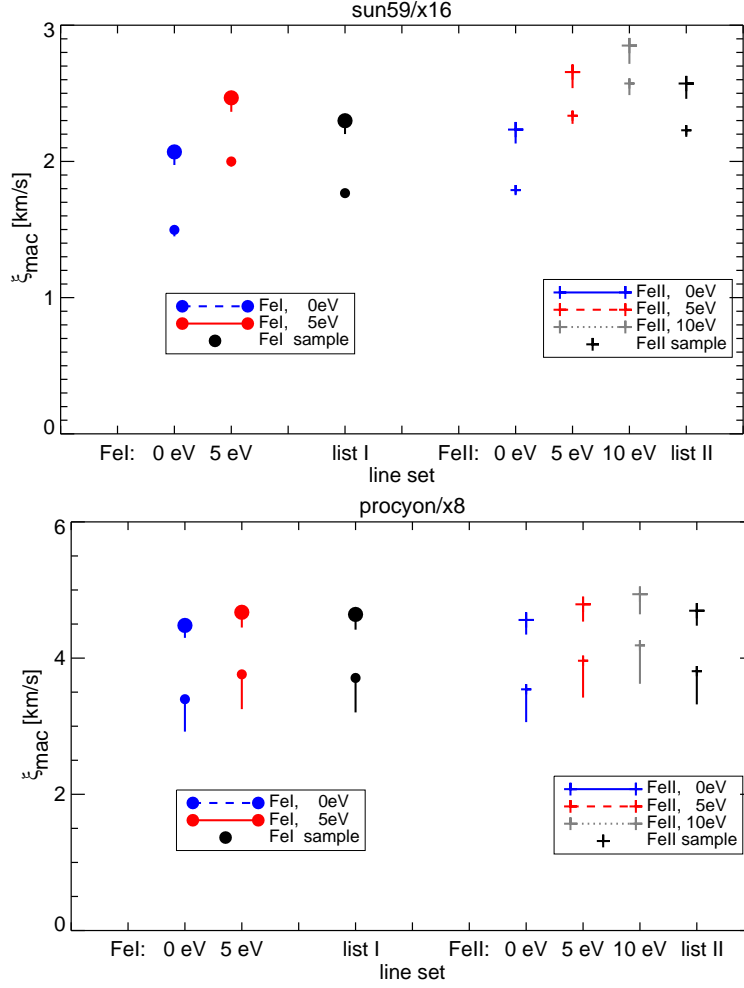 sun59/x16
3
2
1
0
ξmac [km/s]
FeI, 0eV
FeI, 5eV
FeI sample
FeII, 0eV
FeII, 5eV
FeII, 10eV
FeII sample
FeI: 0 eV 5 eV list I FeII: 0 eV 5 eV 10 eV list II
line set
procyon/x8
6
4
2
0
ξmac [km/s]
FeI, 0eV
FeI, 5eV
FeI sample
FeII, 0eV
FeII, 5eV
FeII, 10eV
FeII sample
FeI: 0 eV 5 eV list I FeII: 0 eV 5 eV 10 eV list II
line set